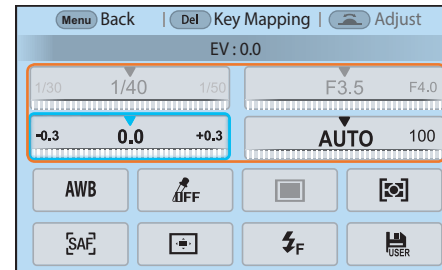 Menu Back | Del Key Mapping | Adjust
EV : 0.0
1/30 1/40 1/50 F3.5 F4.0
-0.3 0.0 +0.3 AUTO 100
AWB OFF
SAF F USER